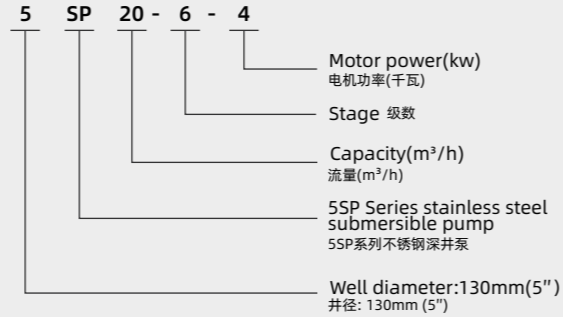 5 SP 20 - 6 - 4
Motor power(kw)
电机功率(千瓦)
Stage 级数
Capacity(m³/h)
流量(m³/h)
5SP Series stainless steel
submersible pump
5SP系列不锈钢深井泵
Well diameter:130mm(5")
井径: 130mm (5")